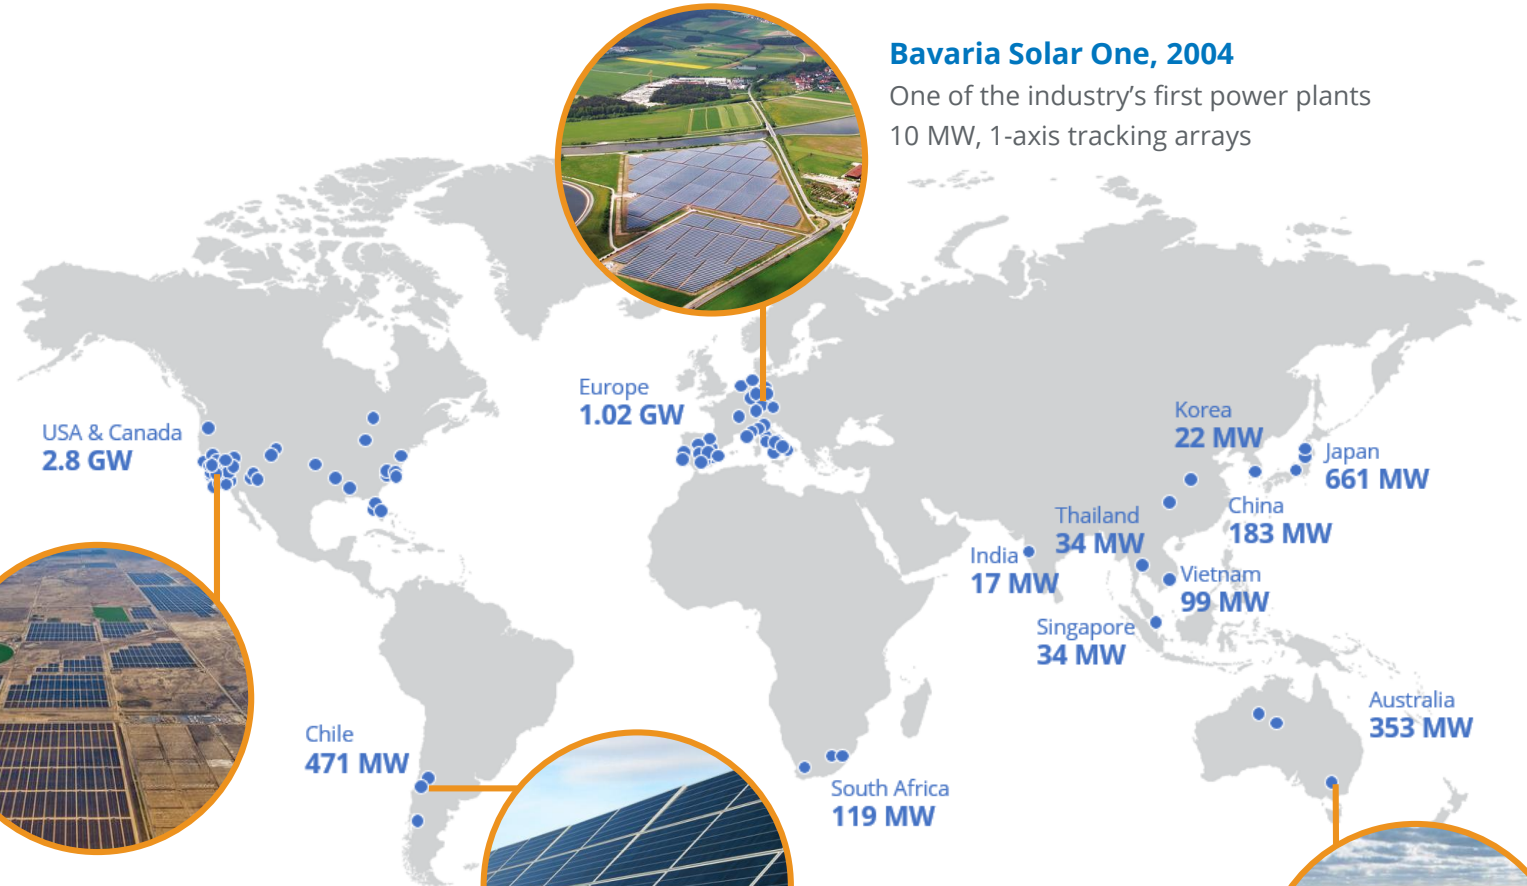 Bavaria Solar One, 2004
One of the industry’s first power plants
10 MW, 1-axis tracking arrays
Europe
1.02 GW
USA & Canada
2.8 GW
Korea
22 MW
Japan
661 MW
China
183 MW
Thailand
34 MW
India
17 MW
Vietnam
99 MW
Singapore
34 MW
Australia
353 MW
Chile
471 MW
South Africa
119 MW